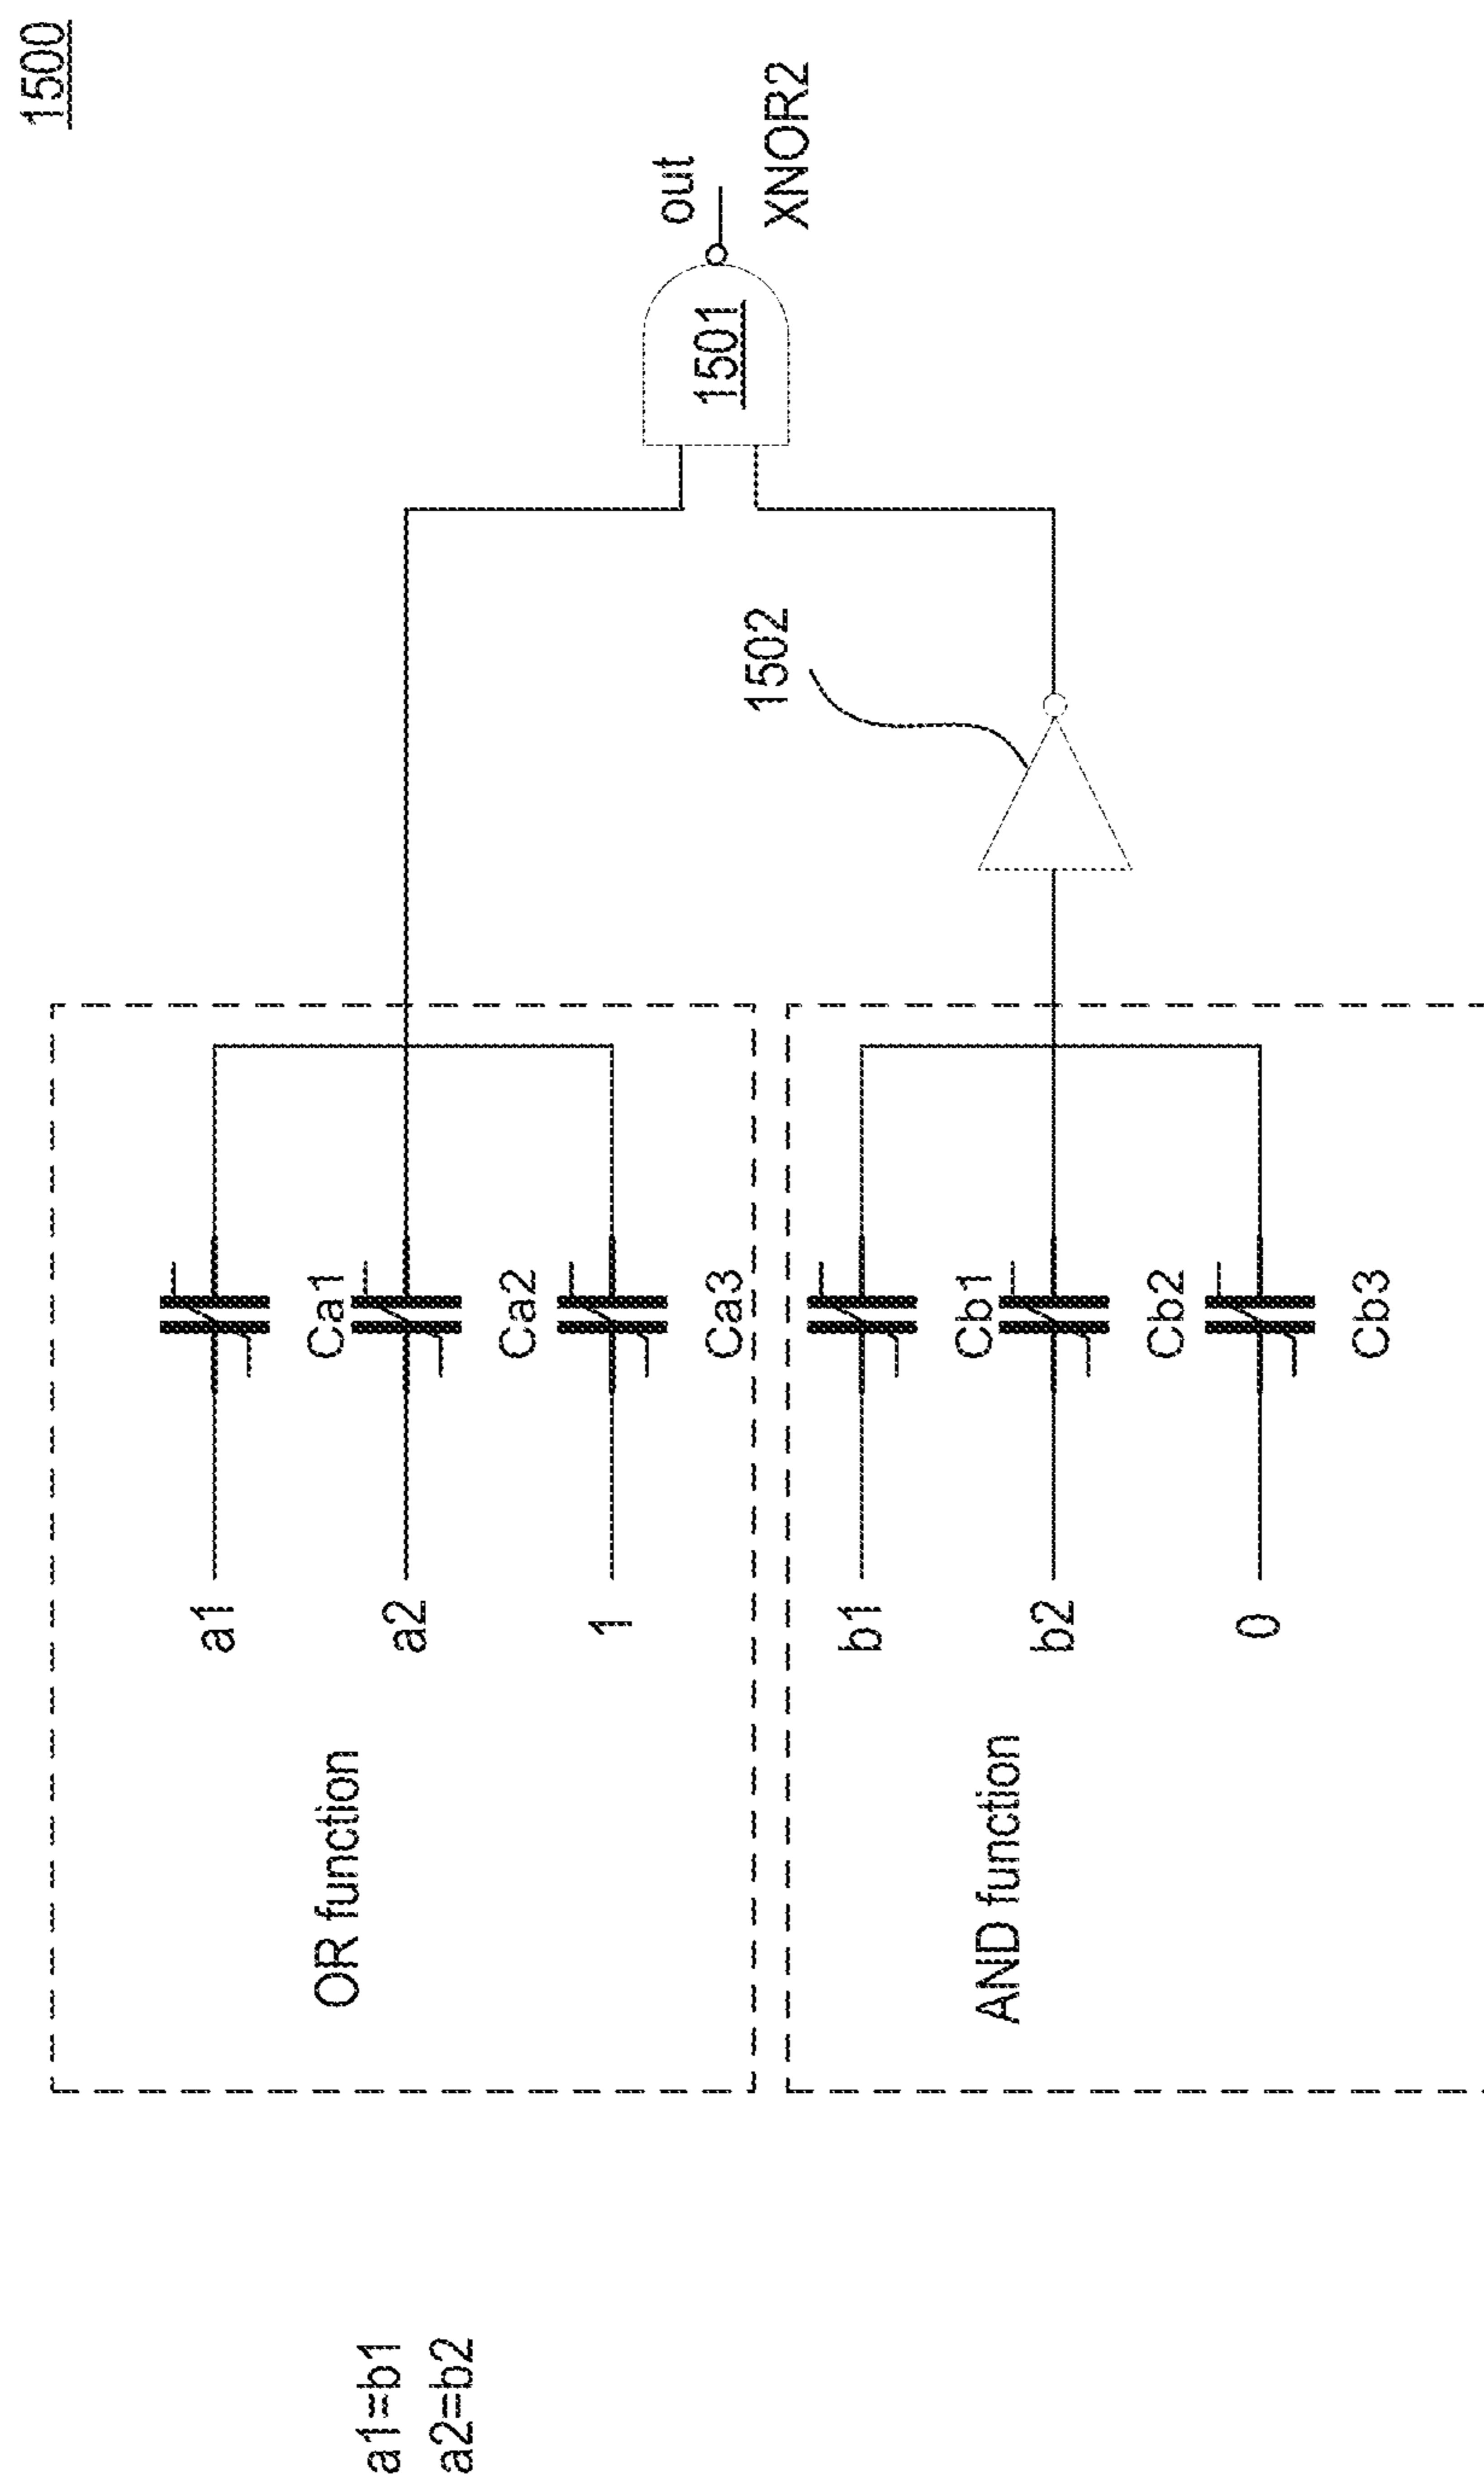 1500
a1=b1
a2=b2
OR function
a1
Ca1
a2
Ca2
1
Ca3
AND function
b1
Cb1
b2
Cb2
0
Cb3
1502
1501
out
XNOR2